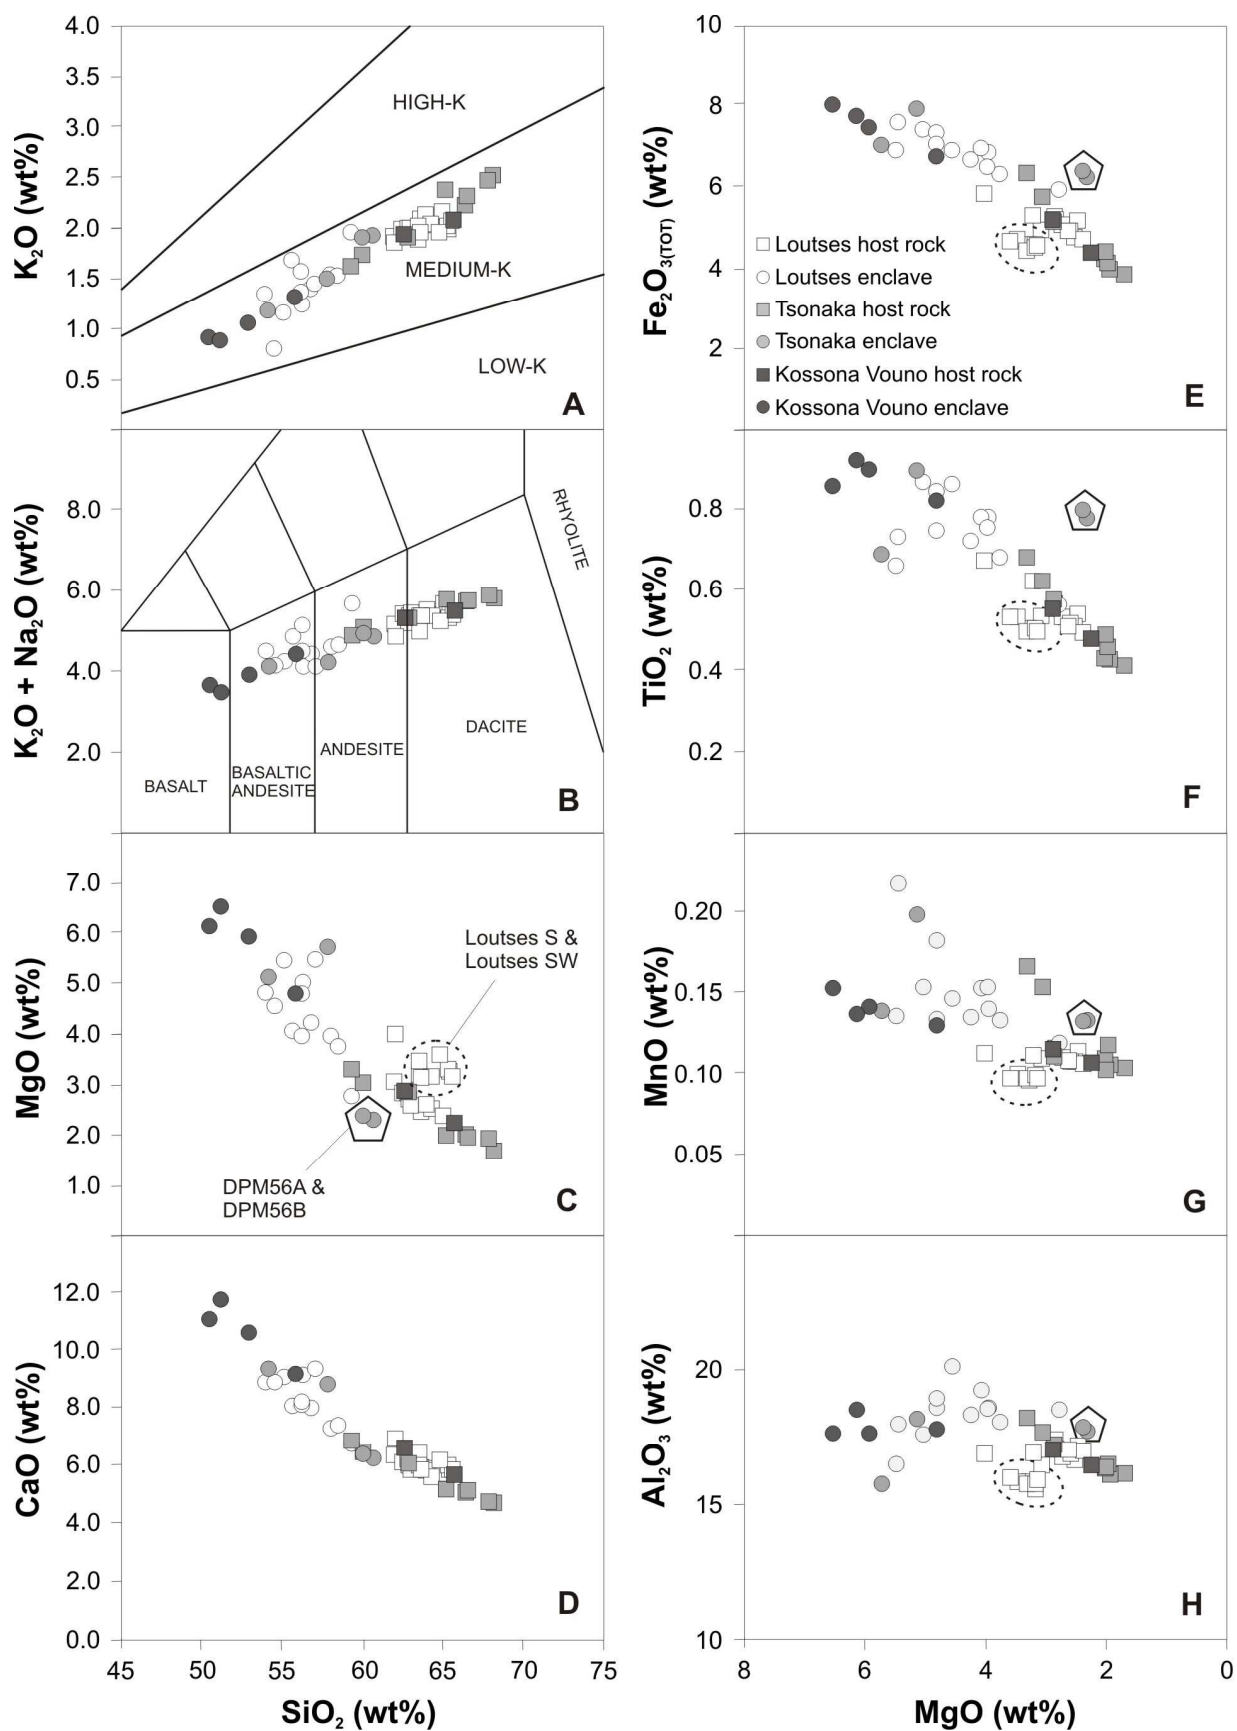 4.0
3.5
3.0
2.5
2.0
1.5
1.0
0.5
K₂O (wt%)
HIGH-K
MEDIUM-K
LOW-K
A
8.0
6.0
4.0
2.0
K₂O + Na₂O (wt%)
RHYOLITE
DACITE
ANDESITE
BASALTIC
ANDESITE
BASALT
B
7.0
6.0
5.0
4.0
3.0
2.0
1.0
MgO (wt%)
Loutses S &
Loutses SW
DPM56A &
DPM56B
C
12.0
10.0
8.0
6.0
4.0
2.0
0.0
CaO (wt%)
D
45 50 55 60 65 70 75
SiO₂ (wt%)
10
8
6
4
2
Fe₂O₃(TOT) (wt%)
Loutses host rock
Loutses enclave
Tsonaka host rock
Tsonaka enclave
Kossona Vouno host rock
Kossona Vouno enclave
E
0.8
0.6
0.4
0.2
TiO₂ (wt%)
F
0.20
0.15
0.10
0.05
MnO (wt%)
G
20
15
10
Al₂O₃ (wt%)
H
8 6 4 2 0
MgO (wt%)